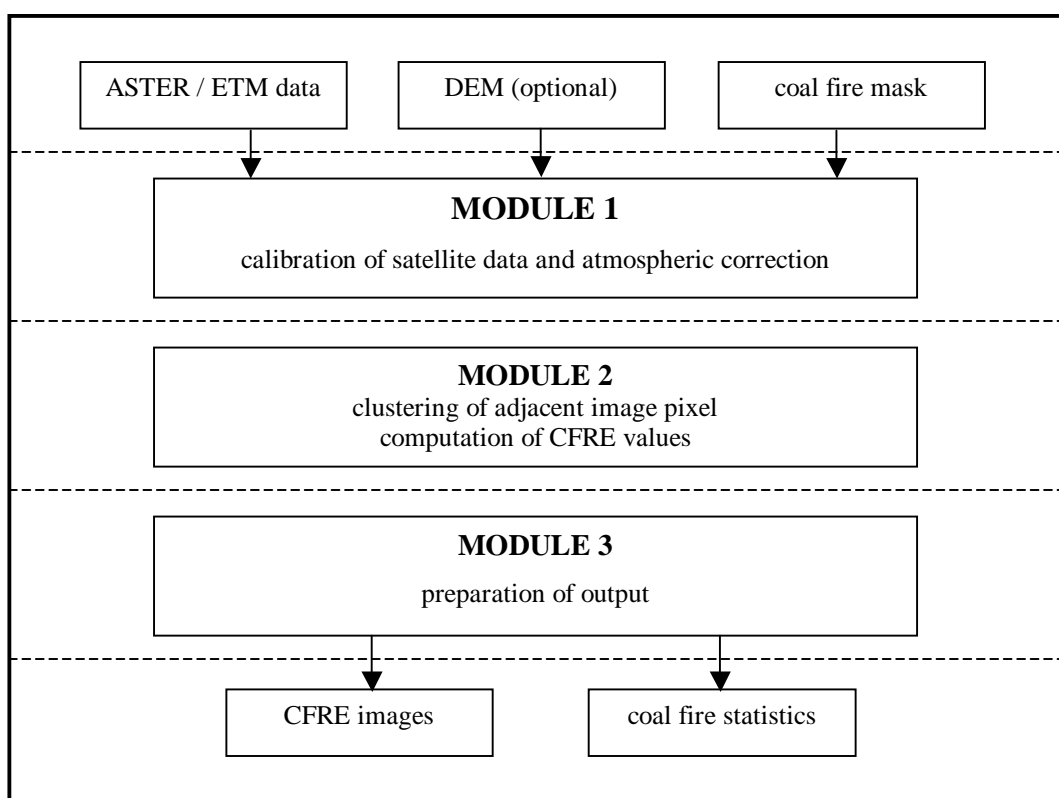 ASTER / ETM data
DEM (optional)
coal fire mask
MODULE 1
calibration of satellite data and atmospheric correction
MODULE 2
clustering of adjacent image pixel
computation of CFRE values
MODULE 3
preparation of output
CFRE images
coal fire statistics